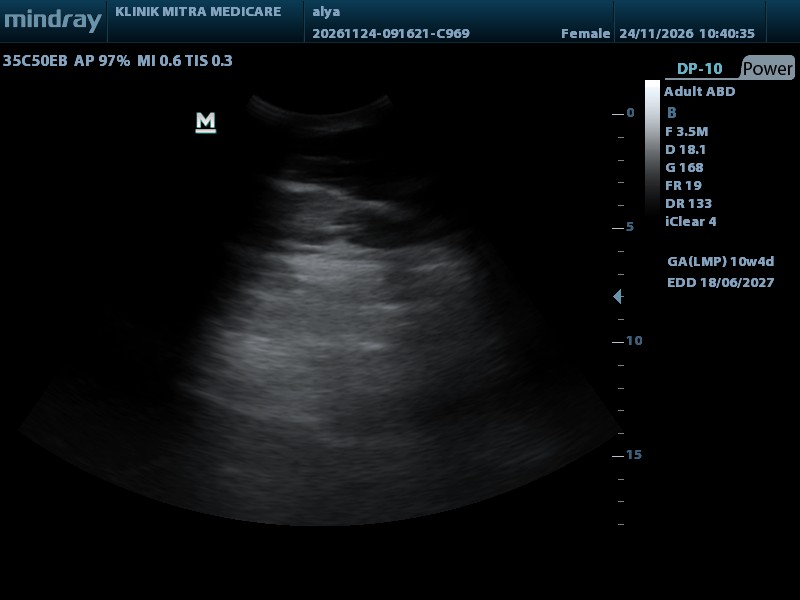 mindray
KLINIK MITRA MEDICARE
alya
20261124-091621-C969
Female
24/11/2026 10:40:35
35C50EB AP 97% MI 0.6 TIS 0.3
DP-10
Power
M
Adult ABD
B
F 3.5M
D 18.1
G 168
FR 19
DR 133
iClear 4
GA(LMP) 10w4d
EDD 18/06/2027
0
5
10
15